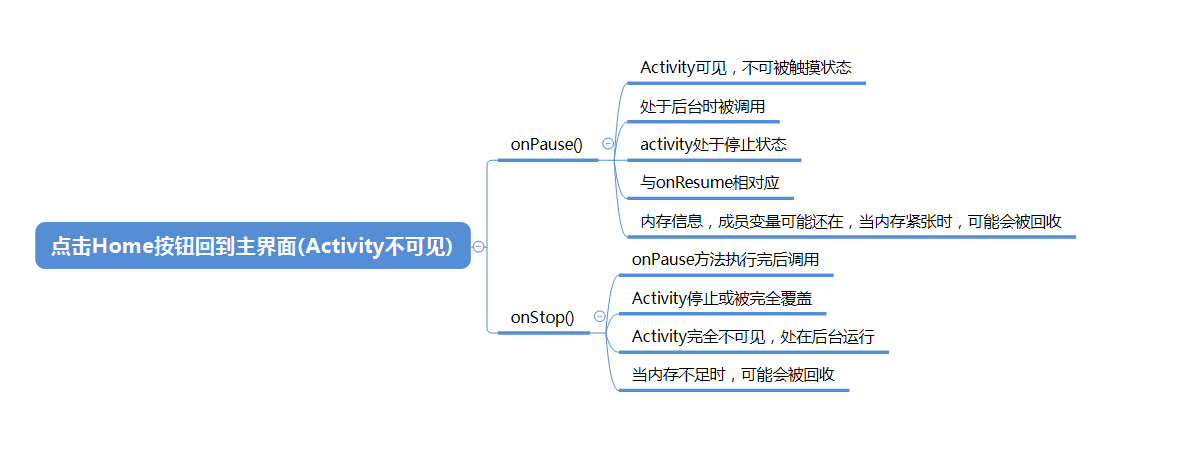 点击Home按钮回到主界面(Activity不可见)
onPause()
Activity可见，不可被触摸状态
处于后台时被调用
activity处于停止状态
与onResume相对应
内存信息，成员变量可能还在，当内存紧张时，可能会被回收
onStop()
onPause方法执行完后调用
Activity停止或被完全覆盖
Activity完全不可见，处在后台运行
当内存不足时，可能会被回收